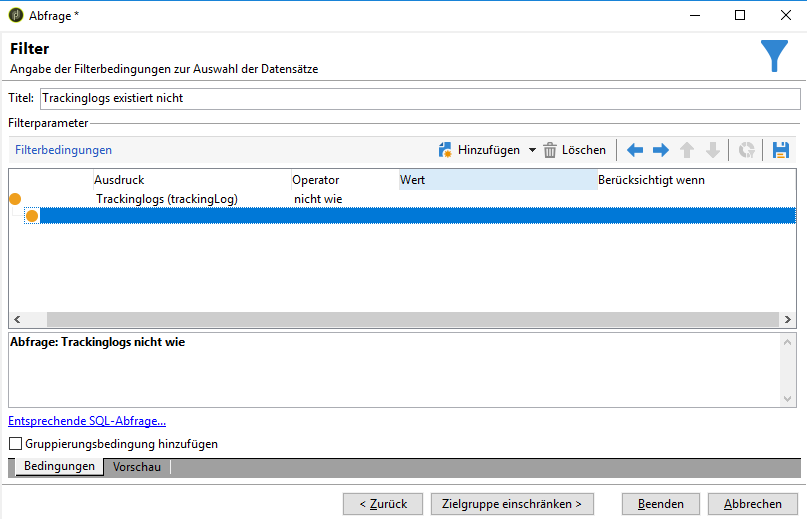 Abfrage *
Filter
Angabe der Filterbedingungen zur Auswahl der Datensätze
Titel: Trackinglogs existiert nicht
Filterparameter
Filterbedingungen Hinzufügen Löschen
Ausdruck Operator Wert Berücksichtigt wenn
Trackinglogs (trackingLog) nicht wie
Abfrage: Trackinglogs nicht wie
Entsprechende SQL-Abfrage...
Gruppierungsbedingung hinzufügen
Bedingungen Vorschau
< Zurück Zielgruppe einschränken > Beenden Abbrechen